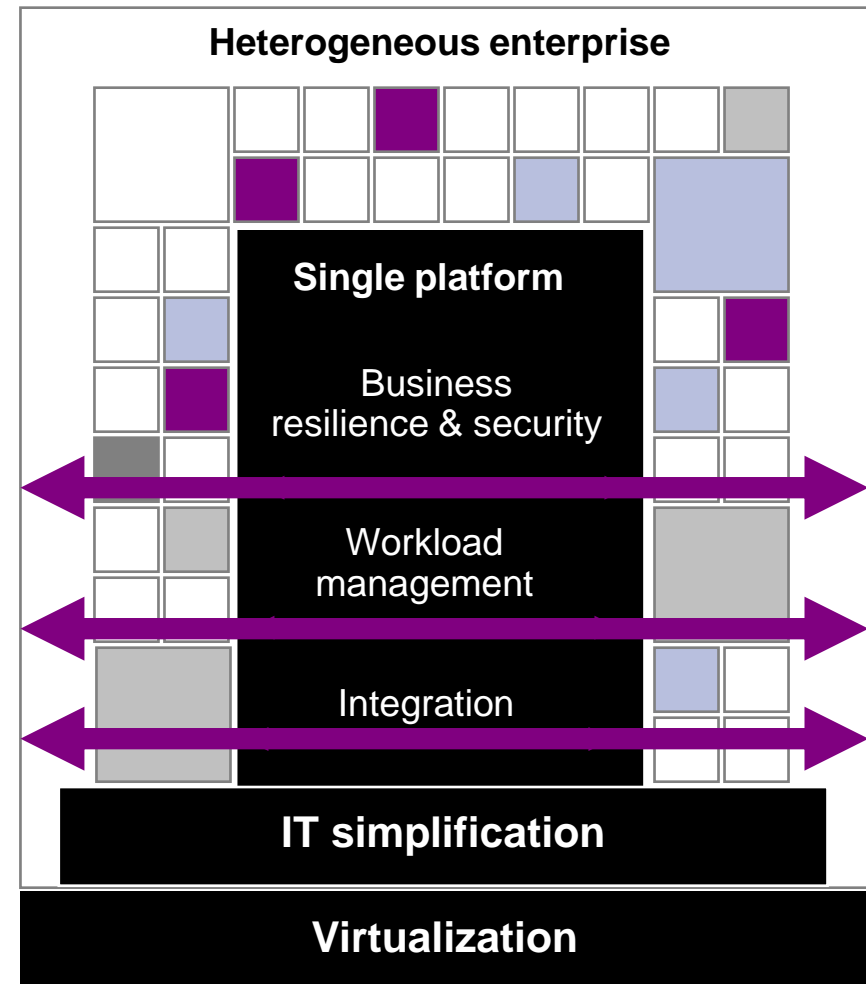 Heterogeneous enterprise
Single platform
Business
resilience & security
Workload
management
Integration
IT simplification
Virtualization